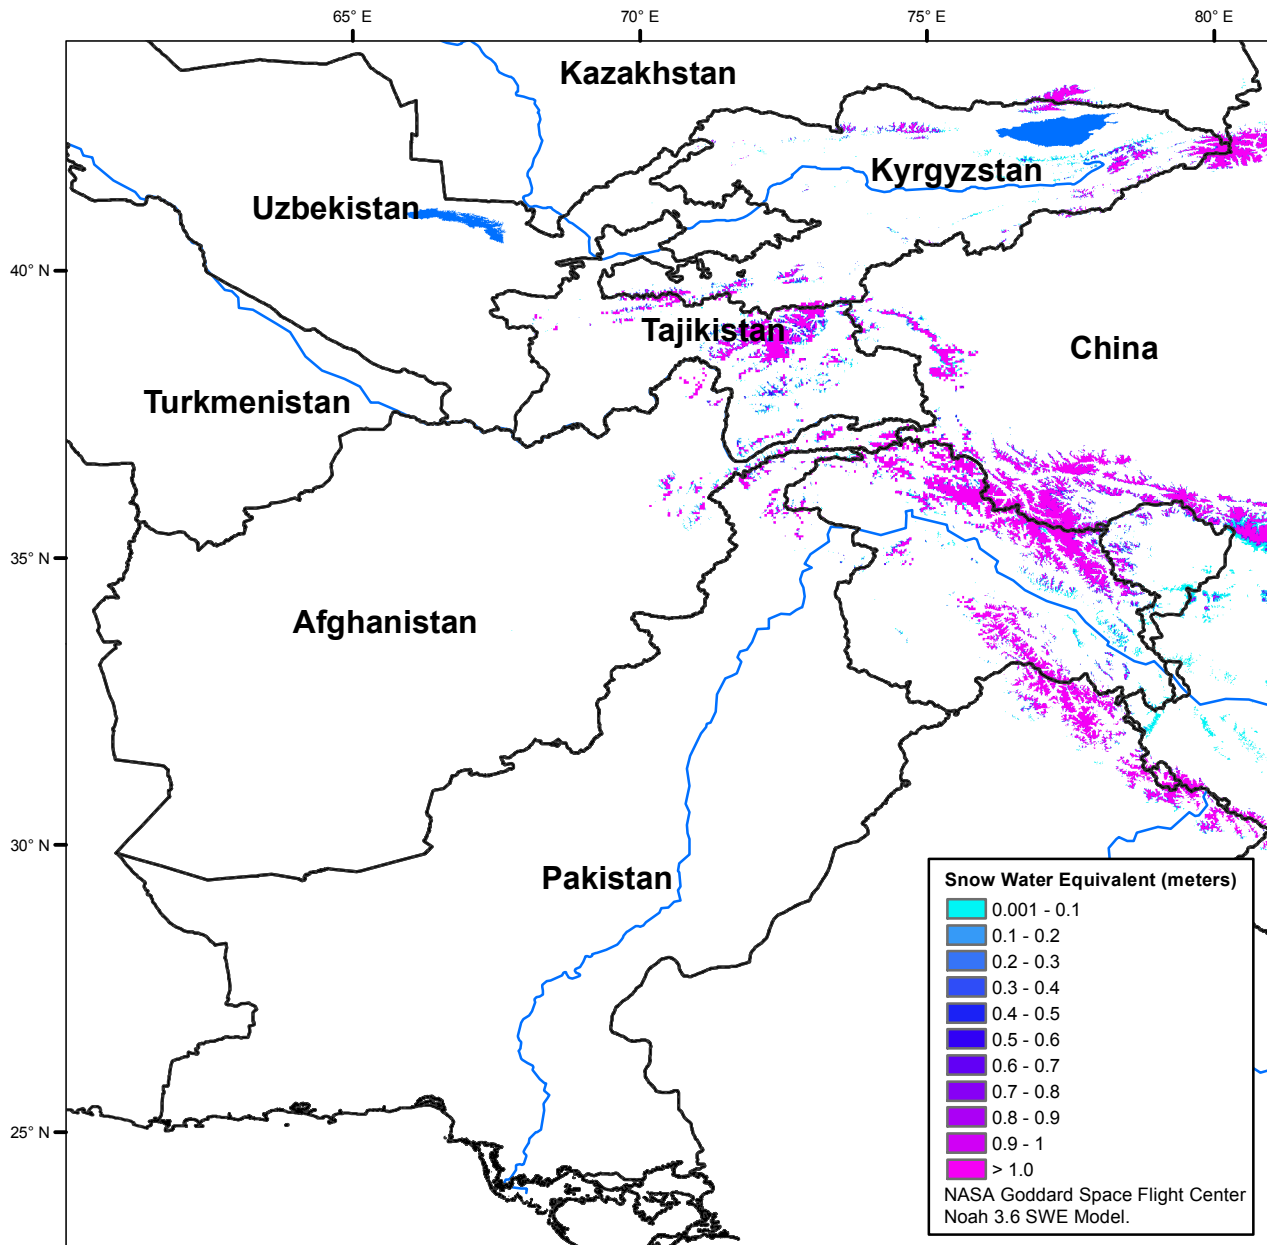 65° E
70° E
75° E
80° E
Kazakhstan
Kyrgyzstan
Uzbekistan
40° N
Tajikistan
China
Turkmenistan
35° N
Afghanistan
30° N
Pakistan
25° N
Snow Water Equivalent (meters)
0.001 - 0.1
0.1 - 0.2
0.2 - 0.3
0.3 - 0.4
0.4 - 0.5
0.5 - 0.6
0.6 - 0.7
0.7 - 0.8
0.8 - 0.9
0.9 - 1
> 1.0
NASA Goddard Space Flight Center
Noah 3.6 SWE Model.